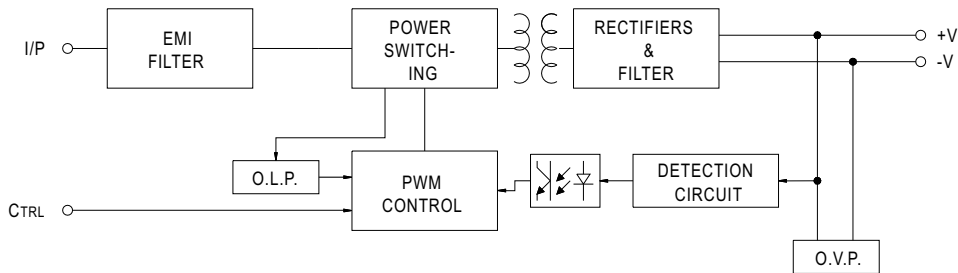 I/P
EMI
FILTER
POWER
SWITCH-
ING
RECTIFIERS
&
FILTER
+V
-V
O.L.P.
PWM
CONTROL
DETECTION
CIRCUIT
CTRL
O.V.P.